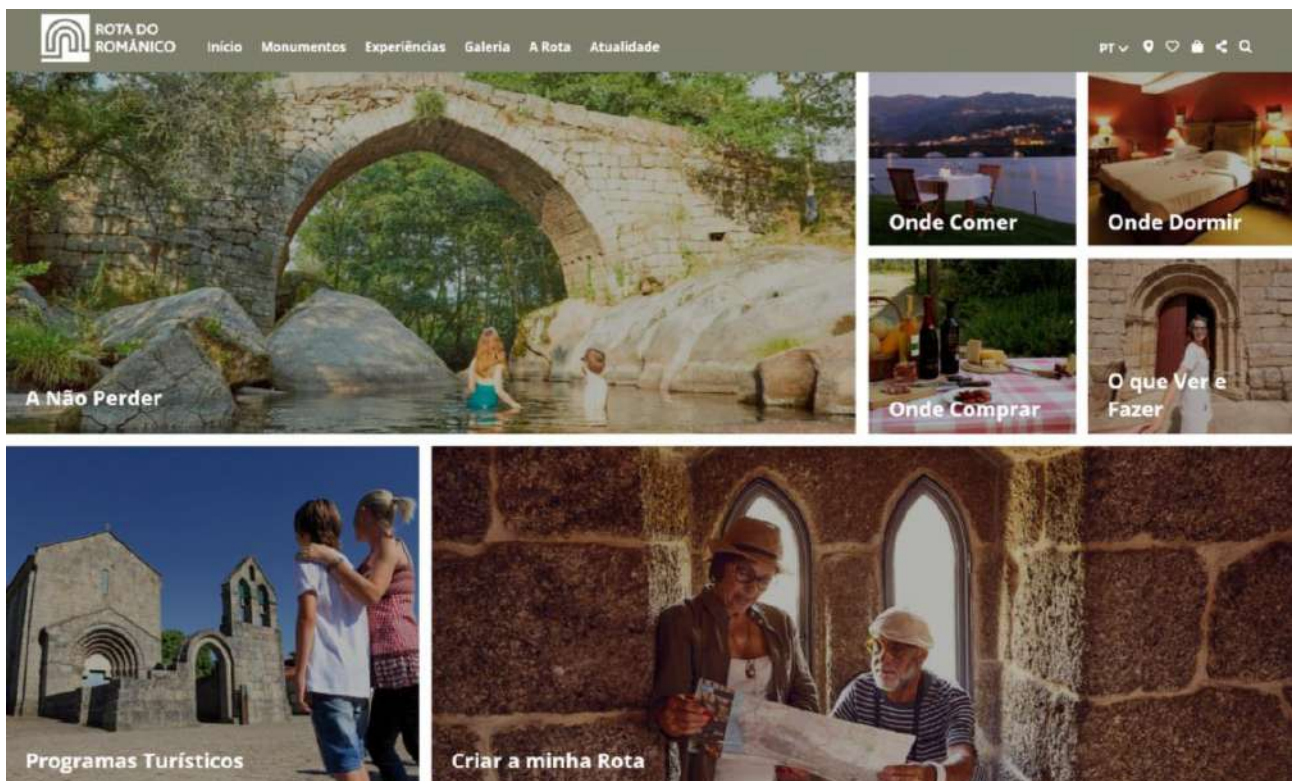 ROTA DO
ROMÂNICO
Início Monumentos Experiências Galeria A Rota Atualidade
PT
A Não Perder
Onde Comer
Onde Dormir
Onde Comprar
O que Ver e
Fazer
Programas Turísticos
Criar a minha Rota